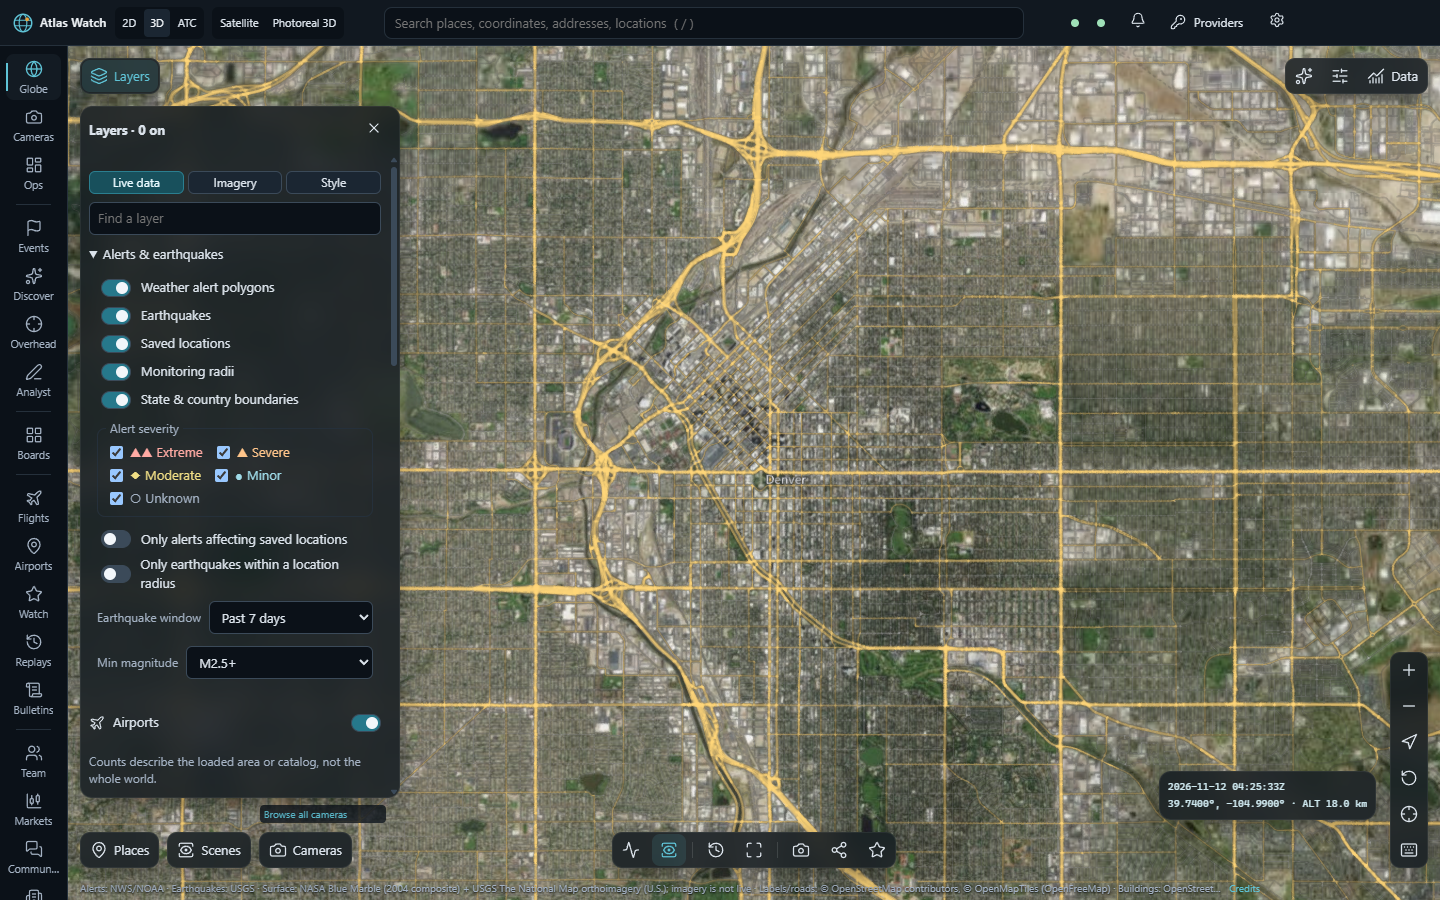 Atlas Watch
2D 3D ATC
Satellite Photoreal 3D
Search places, coordinates, addresses, locations ( / )
Providers
Globe
Cameras
Ops
Events
Discover
Overhead
Analyst
Boards
Flights
Airports
Watch
Replays
Bulletins
Team
Markets
Commun...
Layers
Layers · 0 on
Live data Imagery Style
Find a layer
Alerts & earthquakes
Weather alert polygons
Earthquakes
Saved locations
Monitoring radii
State & country boundaries
Alert severity
Extreme Severe
Moderate Minor
Unknown
Only alerts affecting saved locations
Only earthquakes within a location
radius
Earthquake window Past 7 days
Min magnitude M2.5+
Airports
Counts describe the loaded area or catalog, not the
whole world.
Browse all cameras
Places Scenes Cameras
Data
Denver
2026-11-12 04:25:33Z
39.7400°, -104.9900° · ALT 18.0 km
Alerts: NWS/NOAA · Earthquakes: USGS · Surface: NASA Blue Marble (2004 composite) + USGS The National Map orthoimagery (U.S.); imagery is not live · Labels/roads: © OpenStreetMap contributors, © OpenMapTiles (OpenFreeMap) · Buildings: OpenStreet... Credits